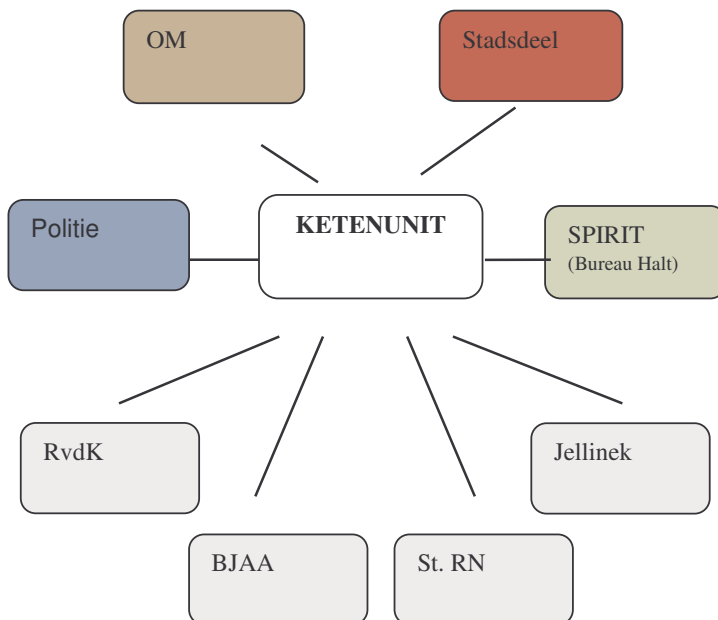 OM
Stadsdeel
Politie
KETENUNIT
SPIRIT
(Bureau Halt)
RvdK
Jellinek
BJAA
St. RN